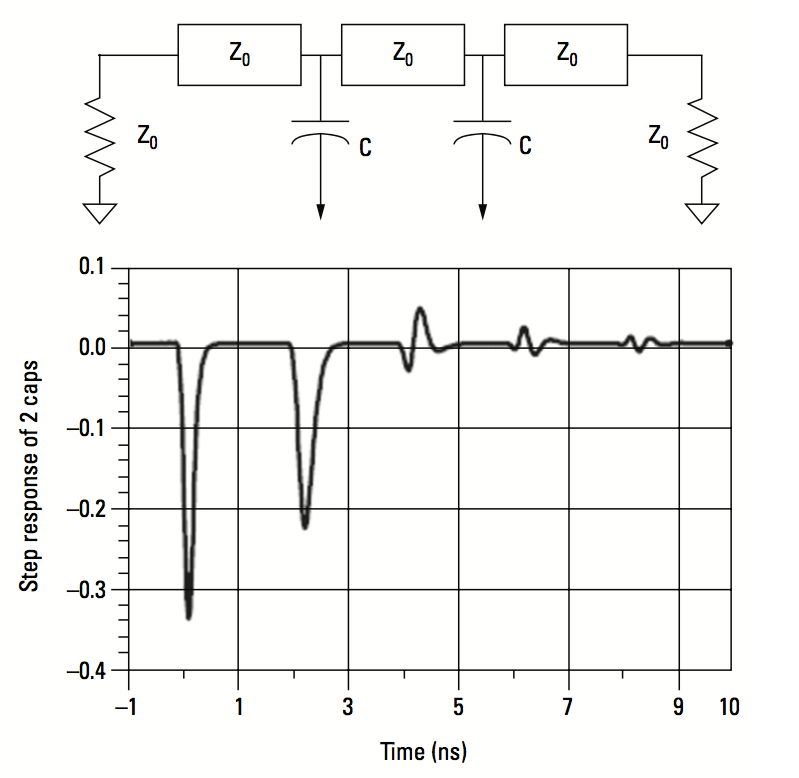 Z0 Z0 Z0
Z0 C C Z0
0.1
0.0
–0.1
–0.2
–0.3
–0.4
–1 1 3 5 7 9 10
Time (ns)
Step response of 2 caps